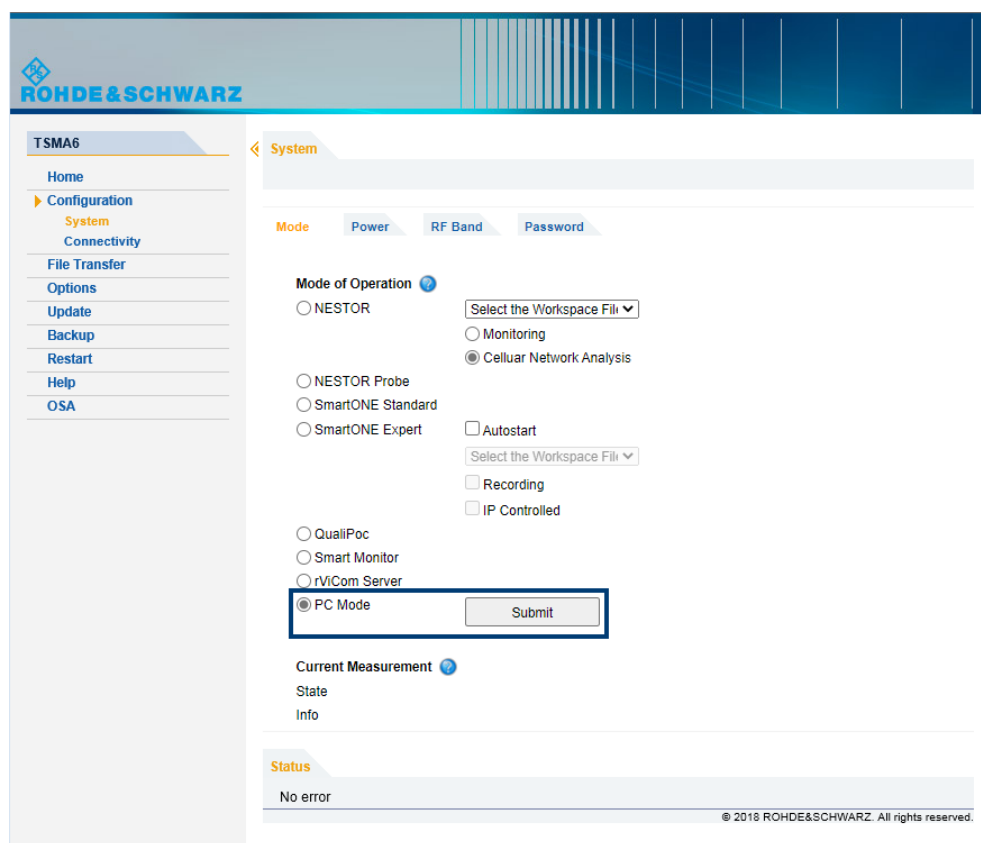 ROHDE&SCHWARZ
TSMA6
Home
Configuration
System
Connectivity
File Transfer
Options
Update
Backup
Restart
Help
OSA
System
Mode Power RF Band Password
Mode of Operation
NESTOR Select the Workspace Fil
Monitoring
Celluar Network Analysis
NESTOR Probe
SmartONE Standard
SmartONE Expert Autostart
Select the Workspace Fil
Recording
IP Controlled
QualiPoc
Smart Monitor
rViCom Server
PC Mode Submit
Current Measurement
State
Info
Status
No error
© 2018 ROHDE&SCHWARZ. All rights reserved.